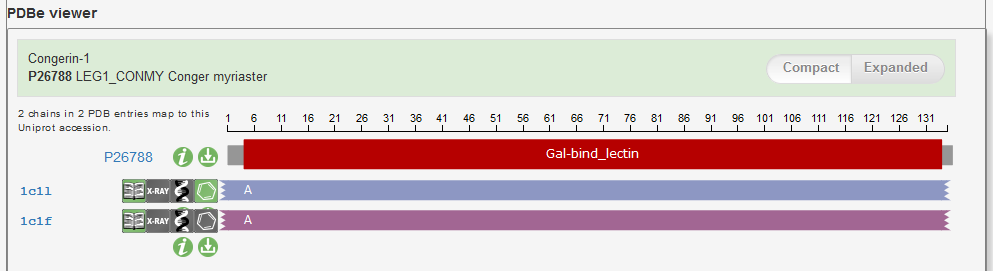 PDBe viewer
Congerin-1
P26788 LEG1_CONMY Conger myriaster
Compact Expanded
2 chains in 2 PDB entries map to this
Uniprot accession.
1 6 11 16 21 26 31 36 41 46 51 56 61 66 71 76 81 86 91 96 101 106 111 116 121 126 131
P26788 i Gal-bind_lectin
1c1l X-RAY A
1c1f X-RAY A
i